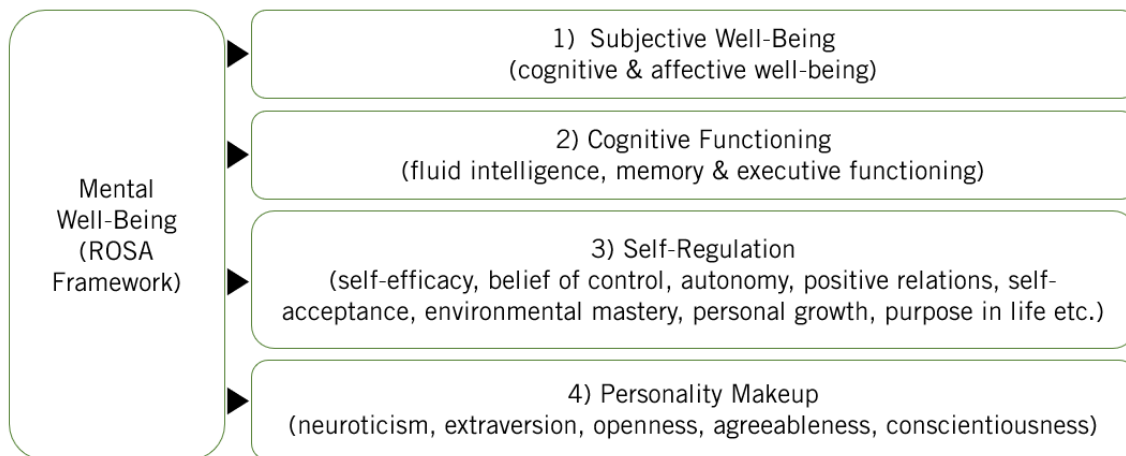 Mental
Well-Being
(ROSA
Framework)
1) Subjective Well-Being
(cognitive & affective well-being)
2) Cognitive Functioning
(fluid intelligence, memory & executive functioning)
3) Self-Regulation
(self-efficacy, belief of control, autonomy, positive relations, self-
acceptance, environmental mastery, personal growth, purpose in life etc.)
4) Personality Makeup
(neuroticism, extraversion, openness, agreeableness, conscientiousness)